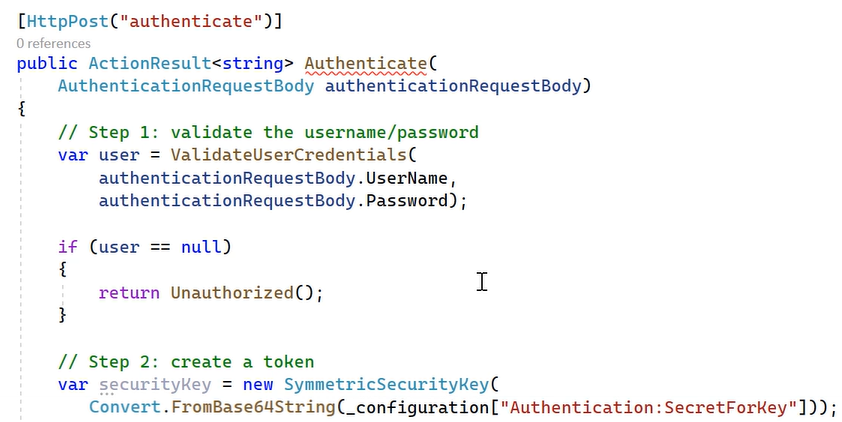 [HttpPost("authenticate")]
0 references
public ActionResult<string> Authenticate(
    AuthenticationRequestBody authenticationRequestBody)
{
    // Step 1: validate the username/password
    var user = ValidateUserCredentials(
        authenticationRequestBody.UserName,
        authenticationRequestBody.Password);
    if (user == null)
    {
        return Unauthorized();
    }
    // Step 2: create a token
    var securityKey = new SymmetricSecurityKey(
       Convert.FromBase64String(_configuration["Authentication:SecretForKey"]));